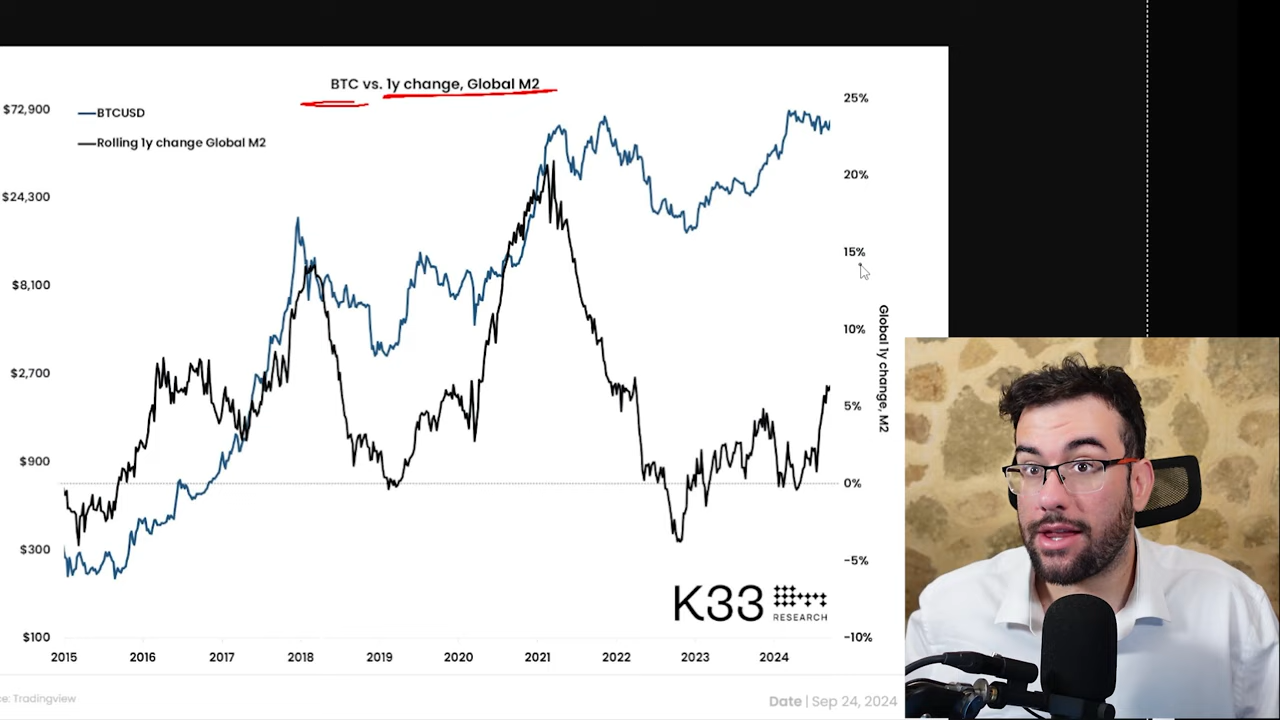 BTC vs. 1y change, Global M2
BTCUSD
Rolling 1y change Global M2
$72,900
$24,300
$8,100
$2,700
$900
$300
$100
25%
20%
15%
10%
5%
0%
-5%
-10%
Global 1y change, M2
2015 2016 2017 2018 2019 2020 2021 2022 2023 2024
K33
RESEARCH
ce: Tradingview
Date | Sep 24, 2024